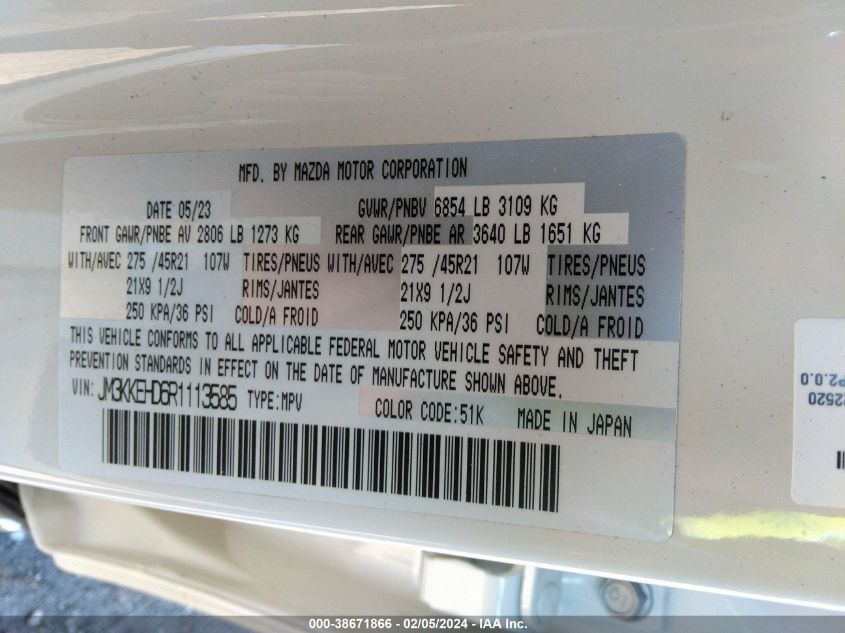 MFD. BY MAZDA MOTOR CORPORATION
DATE 05/23 GVWR/PNBV 6854 LB 3109 KG
FRONT GAWR/PNBE AV 2806 LB 1273 KG REAR GAWR/PNBE AR 3640 LB 1651 KG
WITH/AVEC 275 /45R21 107W TIRES/PNEUS WITH/AVEC 275 /45R21 107W TIRES/PNEUS
21X9 1/2J RIMS/JANTES 21X9 1/2J RIMS/JANTES
250 KPA/36 PSI COLD/A FROID 250 KPA/36 PSI COLD/A FROID
THIS VEHICLE CONFORMS TO ALL APPLICABLE FEDERAL MOTOR VEHICLE SAFETY AND THEFT
PREVENTION STANDARDS IN EFFECT ON THE DATE OF MANUFACTURE SHOWN ABOVE.
VIN: JM3KKEHD6R1113585 TYPE:MPV COLOR CODE:51K MADE IN JAPAN
22520
P2.0.0
000-38671866 - 02/05/2024 - IAA Inc.